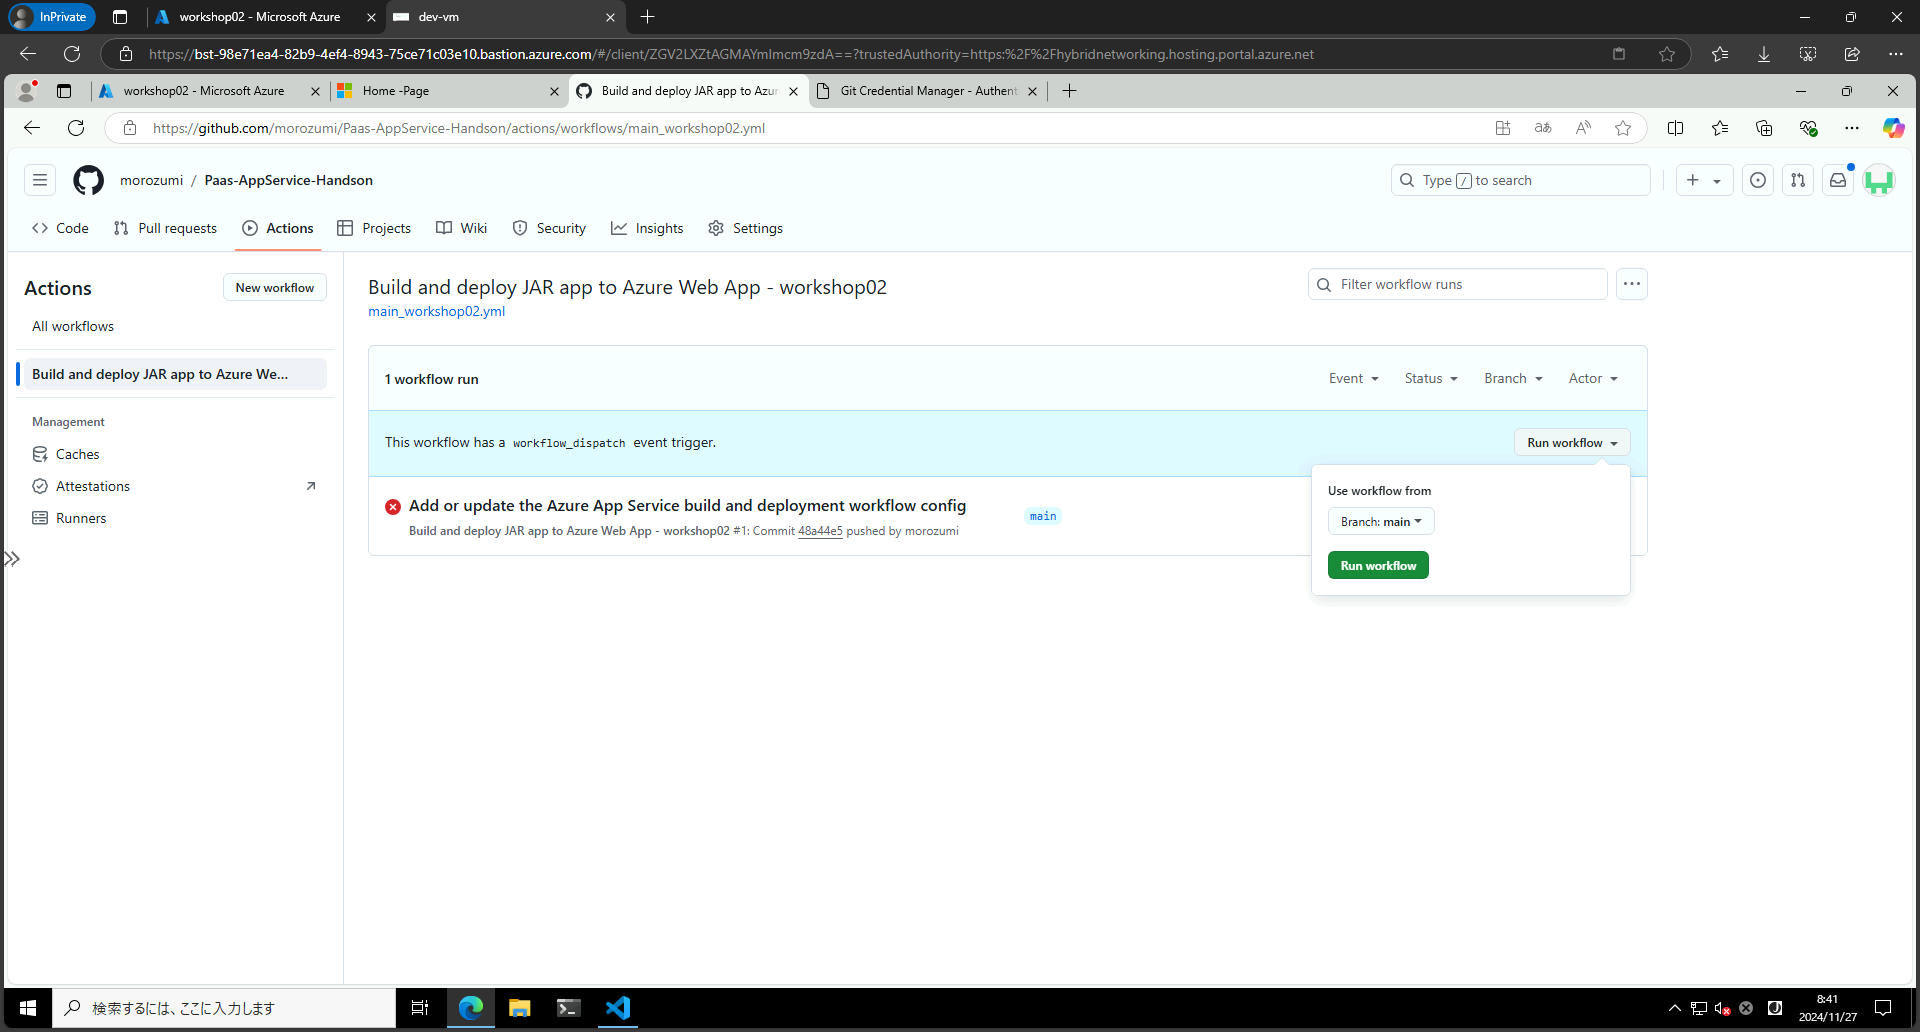 InPrivate
workshop02 - Microsoft Azure
dev-vm
https://bst-98e71ea4-82b9-4ef4-8943-75ce71c03e10.bastion.azure.com/#/client/ZGV2LXZtAGMAYmlmcm9zdA==?trustedAuthority=https:%2F%2Fhybridnetworking.hosting.portal.azure.net
workshop02 - Microsoft Azure
Home -Page
Build and deploy JAR app to Azu
Git Credential Manager - Authent
https://github.com/morozumi/Paas-AppService-Handson/actions/workflows/main_workshop02.yml
aあ
morozumi / Paas-AppService-Handson
Type / to search
Code
Pull requests
Actions
Projects
Wiki
Security
Insights
Settings
Actions
New workflow
All workflows
Build and deploy JAR app to Azure We...
Management
Caches
Attestations
Runners
Build and deploy JAR app to Azure Web App - workshop02
main_workshop02.yml
Filter workflow runs
1 workflow run
Event
Status
Branch
Actor
This workflow has a workflow_dispatch event trigger.
Run workflow
Add or update the Azure App Service build and deployment workflow config
Build and deploy JAR app to Azure Web App - workshop02 #1: Commit 48a44e5 pushed by morozumi
main
Use workflow from
Branch: main
Run workflow
検索するには、ここに入力します
8:41
2024/11/27